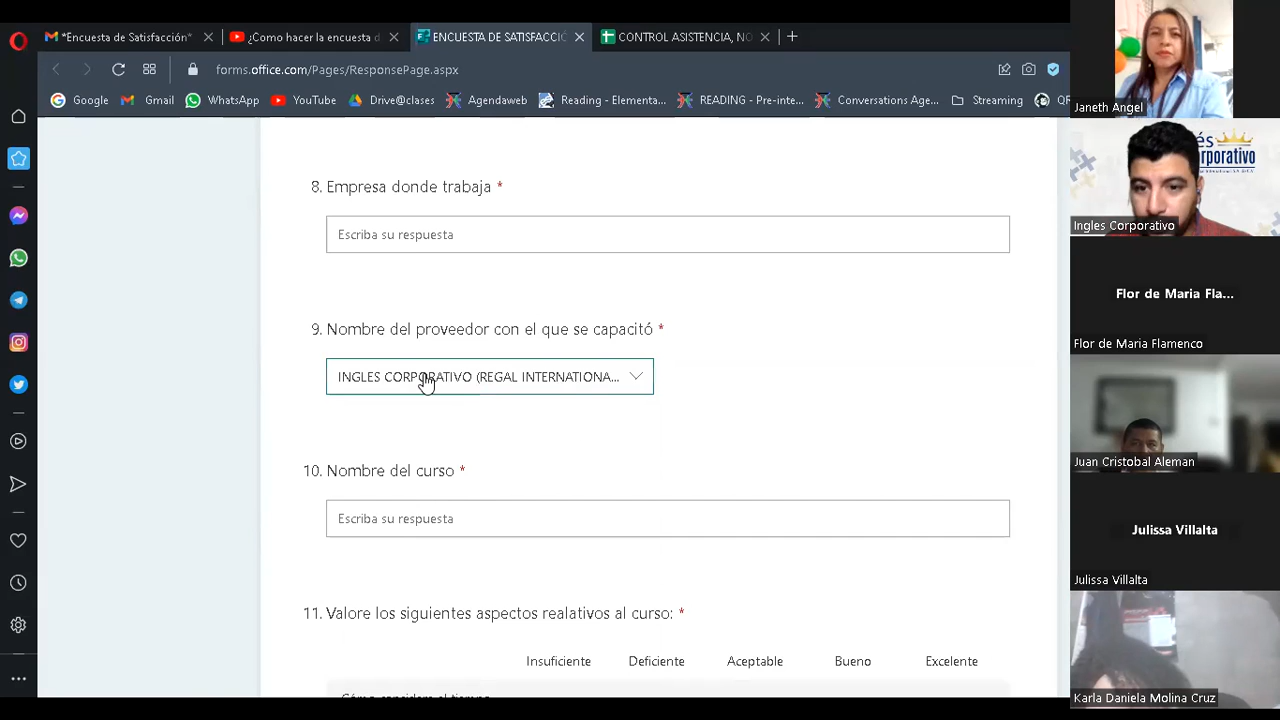 *Encuesta de Satisfacción*
¿Como hacer la encuesta d
ENCUESTA DE SATISFACCIÓ
CONTROL ASISTENCIA, NO
forms.office.com/Pages/ResponsePage.aspx
Google
Gmail
WhatsApp
YouTube
Drive@clases
Agendaweb
Reading - Elementa...
READING - Pre-inte...
Conversations Age...
Streaming
QR
8. Empresa donde trabaja *
Escriba su respuesta
9. Nombre del proveedor con el que se capacitó *
INGLES CORPORATIVO (REGAL INTERNATIONA...
10. Nombre del curso *
Escriba su respuesta
11. Valore los siguientes aspectos realativos al curso: *
Insuficiente Deficiente Aceptable Bueno Excelente
Janeth Angel
Ingles Corporativo
Flor de Maria Fla...
Flor de Maria Flamenco
Juan Cristobal Aleman
Julissa Villalta
Julissa Villalta
Karla Daniela Molina Cruz